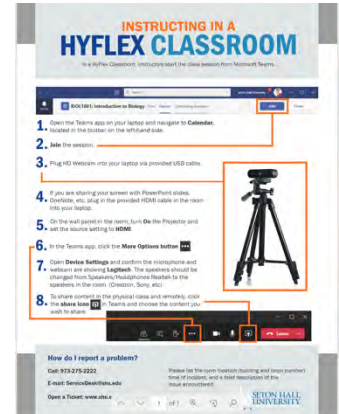 INSTRUCTING IN A
HYFLEX CLASSROOM
In a HyFlex Classroom, instructors start the class session from Microsoft Teams.
BIOL1001: Introduction to Biology
1. Open the Teams app on your laptop and navigate to Calendar,
located in the toolbar on the left-hand side.
2. Join the session.
3. Plug HD Webcam into your laptop via provided USB cable.
4. If you are sharing your screen with PowerPoint slides,
OneNote, etc, plug in the provided HDMI cable in the room
into your laptop.
5. On the wall panel in the room, turn On the Projector and
set the source setting to HDMI.
6. In the Teams app, click the More Options button
7. Open Device Settings and confirm the microphone and
webcam are showing Logitech. The speakers should be
changed from Speakers/Headphones Realtek to the
speakers in the room. (Crestron, Sony, etc)
8. To share content in the physical class and remotely, click
the share icon in Teams and choose the content you
wish to share.
Leave
How do I report a problem?
Call: 973-275-2222
E-mail: ServiceDesk@shu.edu
Open a Ticket: www.shu.e
Please list the room location (building and room number)
time of incident, and a brief description of the
issue encountered.
1 of 1
SETON HALL
UNIVERSITY